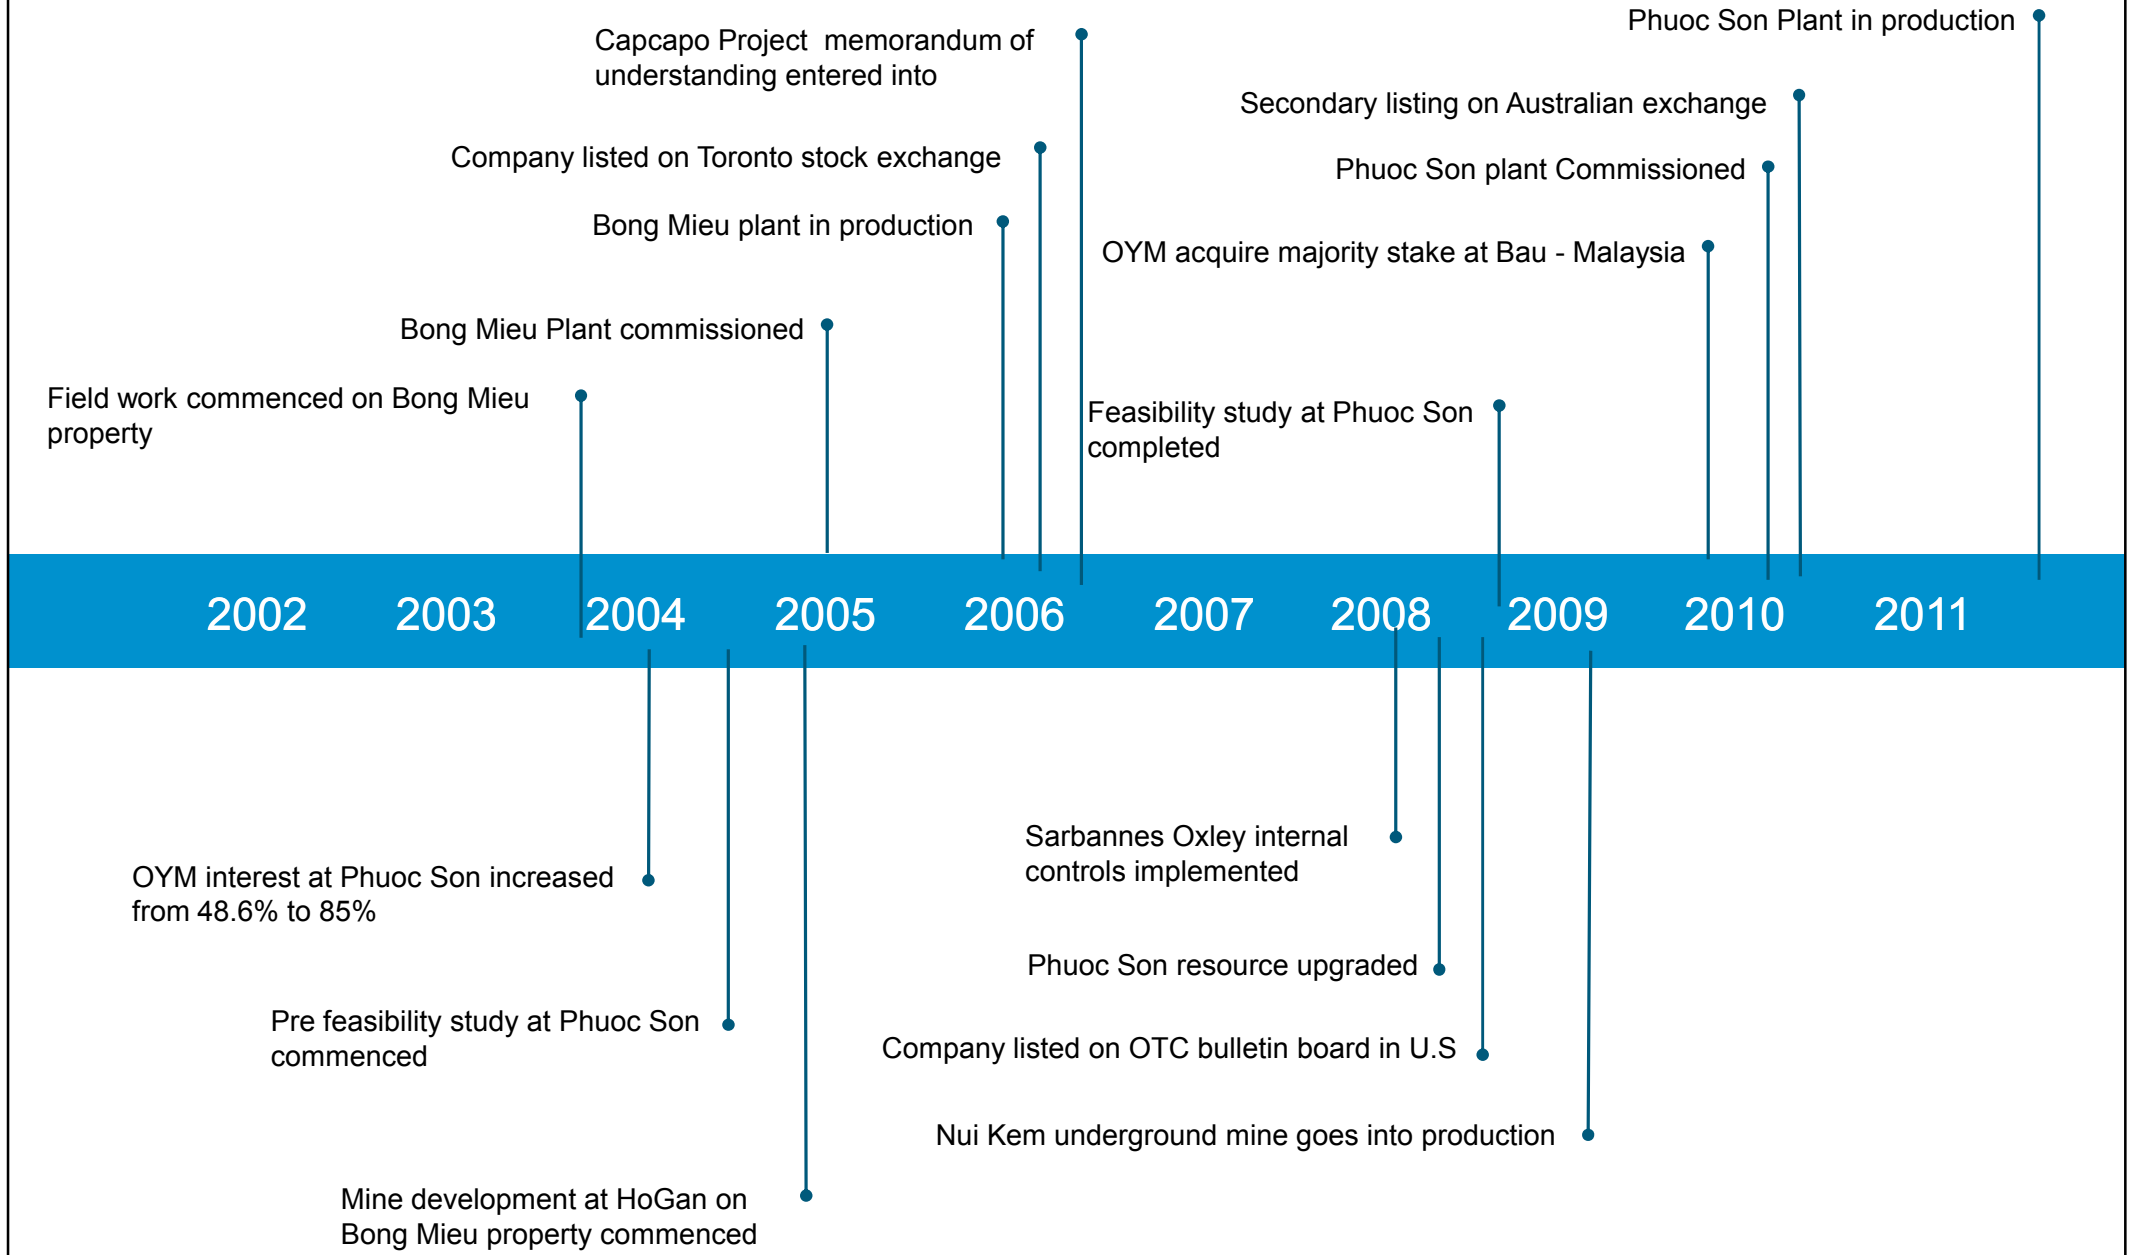 Phuoc Son Plant in production
Capcapo Project  memorandum of
understanding entered into
Secondary listing on Australian exchange
Company listed on Toronto stock exchange
Phuoc Son plant Commissioned
Bong Mieu plant in production
OYM acquire majority stake at Bau - Malaysia
Bong Mieu Plant commissioned
Field work commenced on Bong Mieu
property
Feasibility study at Phuoc Son
completed
2002 2003 2004 2005 2006 2007 2008 2009 2010 2011
Sarbannes Oxley internal
controls implemented
OYM interest at Phuoc Son increased
from 48.6% to 85%
Phuoc Son resource upgraded
Pre feasibility study at Phuoc Son
commenced
Company listed on OTC bulletin board in U.S
Nui Kem underground mine goes into production
Mine development at HoGan on
Bong Mieu property commenced